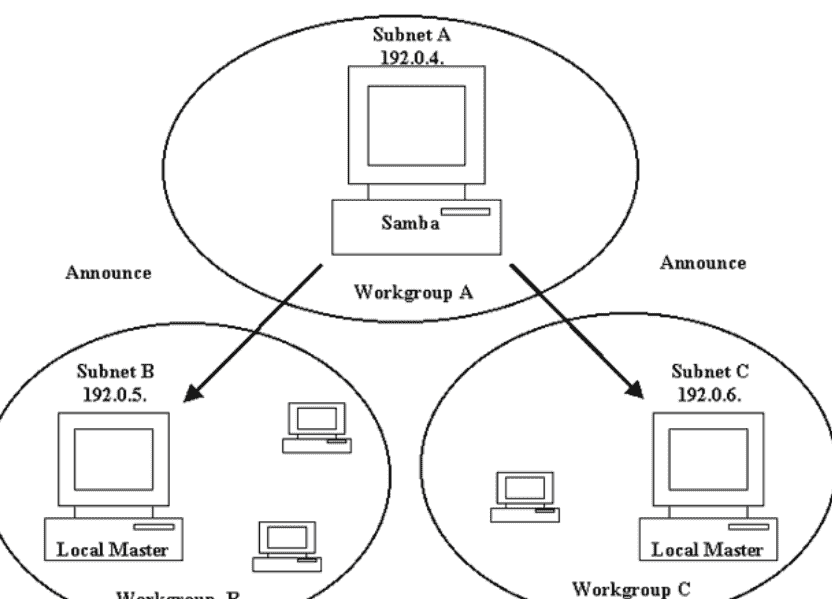 Subnet A
192.0.4.
Samba
Workgroup A
Announce
Announce
Subnet B
192.0.5.
Local Master
Workgroup B
Subnet C
192.0.6.
Local Master
Workgroup C